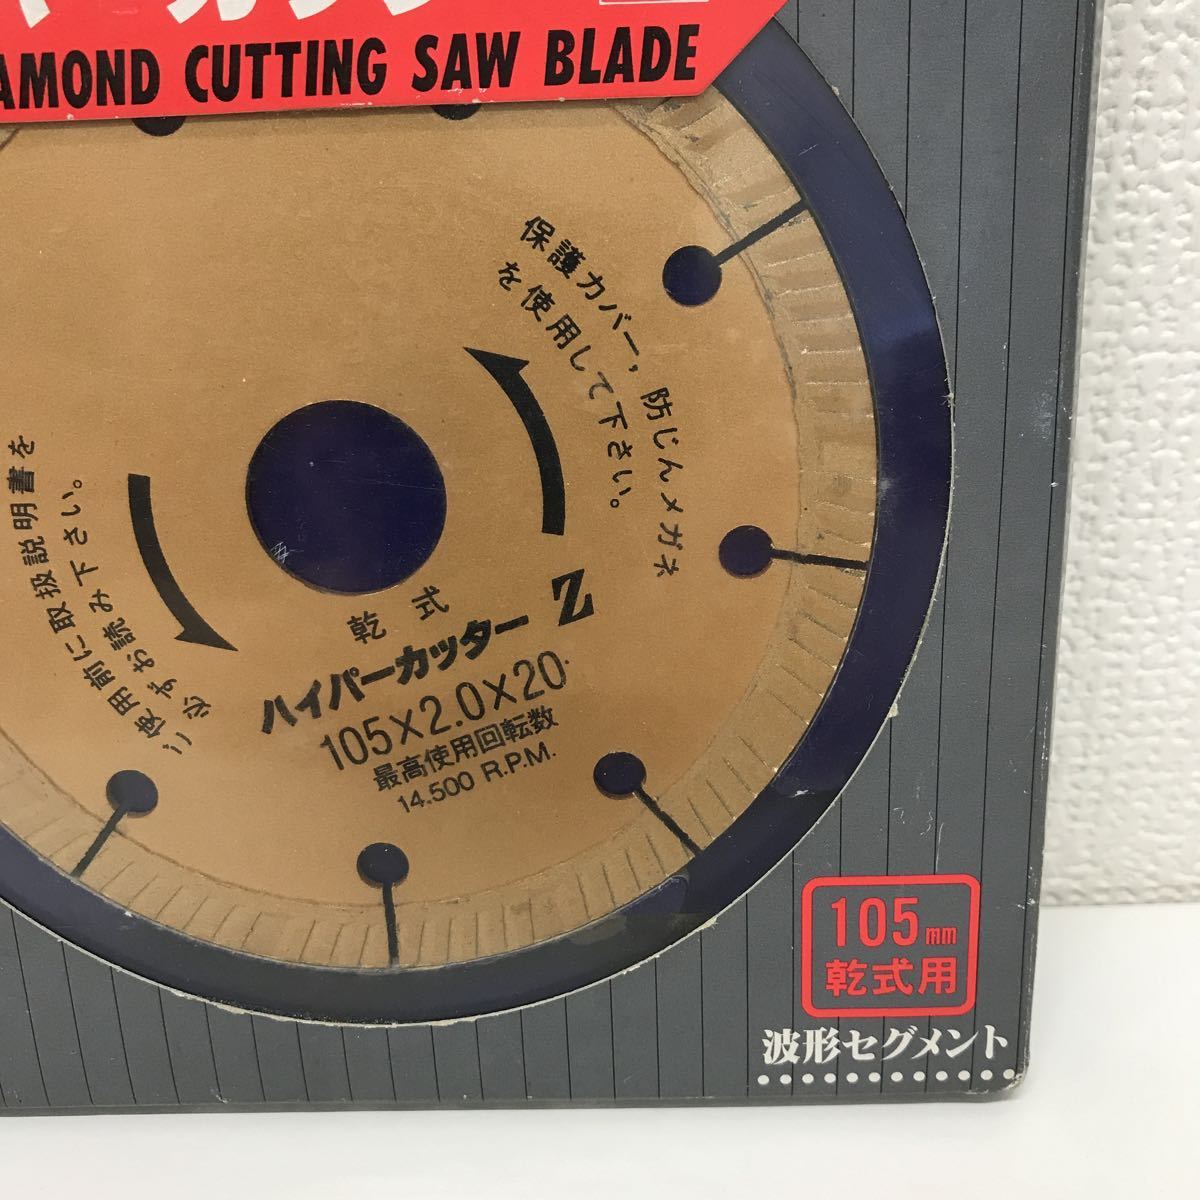 AMOND CUTTING SAW BLADE
保護カバー，防じんメガネ
を使用して下さい。
ご使用前に取扱説明書を
必ずお読み下さい。
乾式
ハイパーカッター Z
105×2.0×20
最高使用回転数
14.500 R.P.M.
105mm
乾式用
波形セグメント